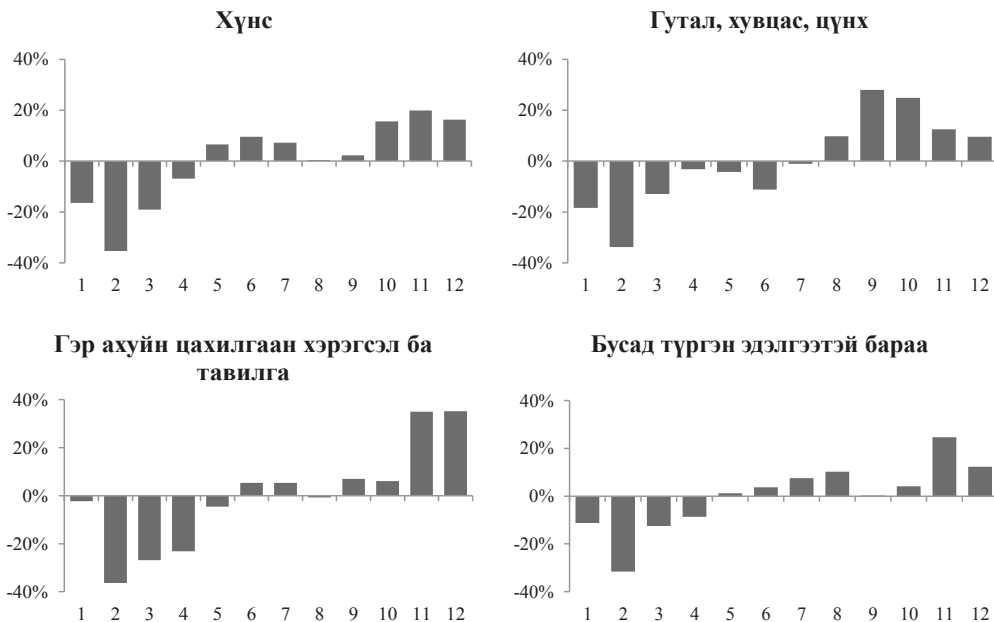 Хүнс
40%
20%
0%
-20%
-40%
1 2 3 4 5 6 7 8 9 10 11 12
Гутал, хувцас, цүнх
40%
20%
0%
-20%
-40%
1 2 3 4 5 6 7 8 9 10 11 12
Гэр ахуйн цахилгаан хэрэгсэл ба
тавилга
40%
20%
0%
-20%
-40%
1 2 3 4 5 6 7 8 9 10 11 12
Бусад түргэн эдэлгээтэй бараа
40%
20%
0%
-20%
-40%
1 2 3 4 5 6 7 8 9 10 11 12